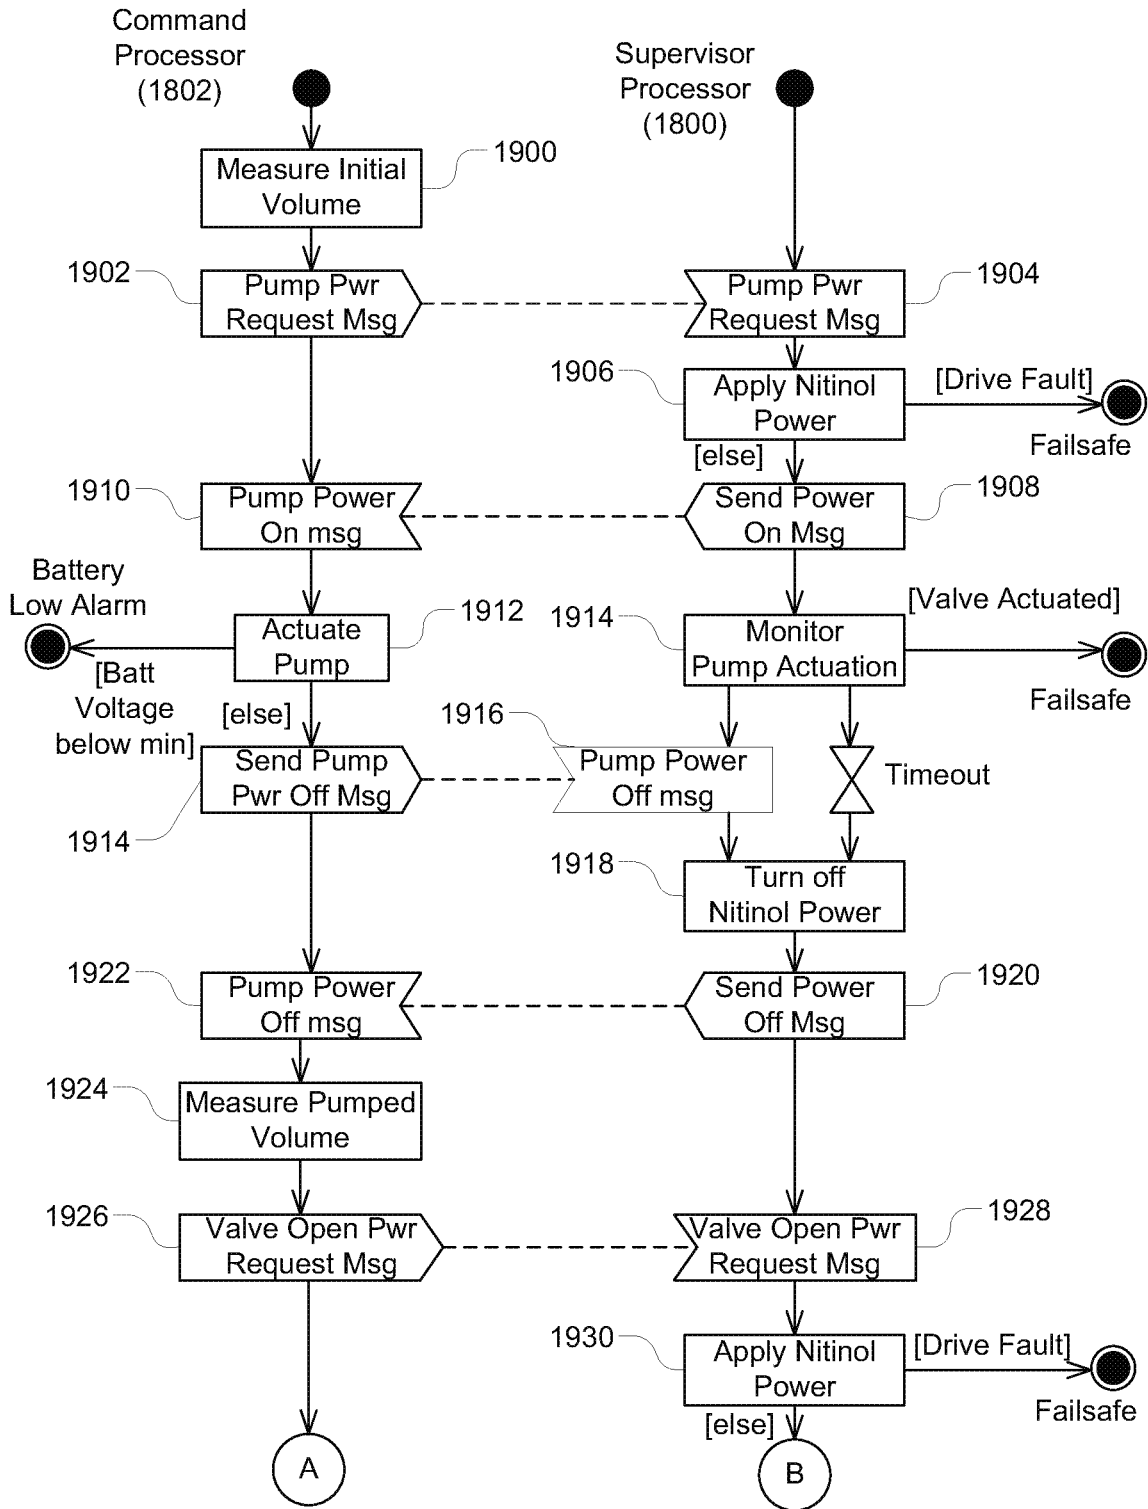 Command
Processor
(1802)
Supervisor
Processor
(1800)
Measure Initial
Volume
1900
1902
Pump Pwr
Request Msg
Pump Pwr
Request Msg
1904
1906
Apply Nitinol
Power
[Drive Fault]
Failsafe
[else]
1910
Pump Power
On msg
Send Power
On Msg
1908
Battery
Low Alarm
Actuate
Pump
1912
1914
Monitor
Pump Actuation
[Valve Actuated]
Failsafe
[Batt
Voltage
below min]
[else]
1916
Send Pump
Pwr Off Msg
1914
Pump Power
Off msg
Timeout
1918
Turn off
Nitinol Power
1922
Pump Power
Off msg
Send Power
Off Msg
1920
1924
Measure Pumped
Volume
1926
Valve Open Pwr
Request Msg
Valve Open Pwr
Request Msg
1928
1930
Apply Nitinol
Power
[Drive Fault]
Failsafe
[else]
A
B